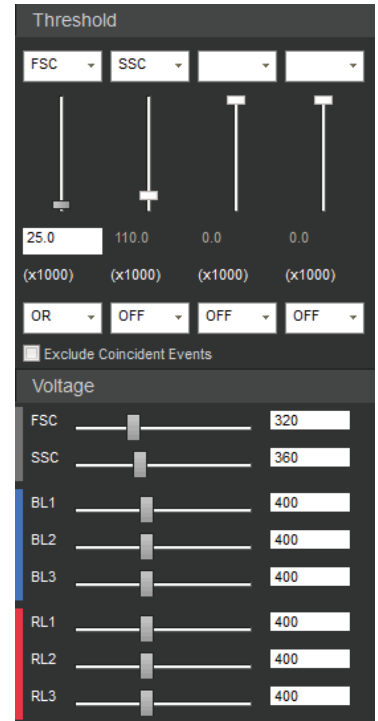 Threshold
FSC SSC
25.0 110.0 0.0 0.0
(x1000) (x1000) (x1000) (x1000)
OR OFF OFF OFF
Exclude Coincident Events
Voltage
FSC 320
SSC 360
BL1 400
BL2 400
BL3 400
RL1 400
RL2 400
RL3 400